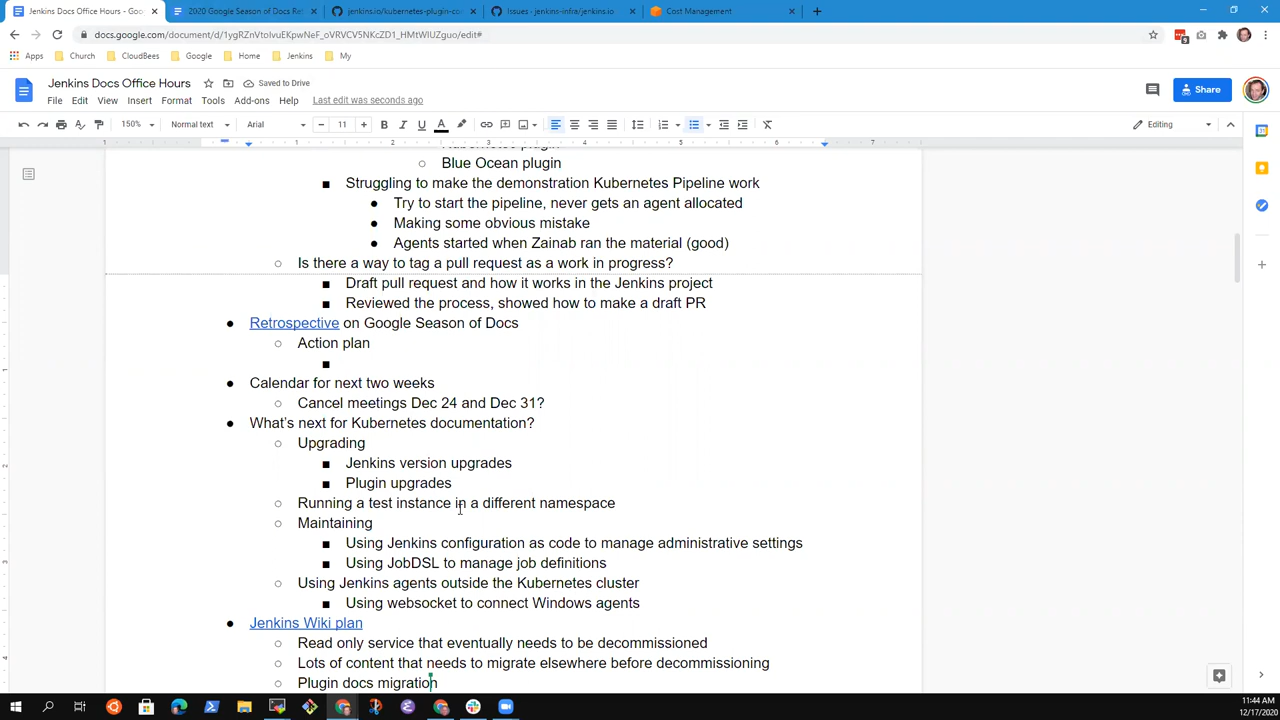 Jenkins Docs Office Hours - Goo
2020 Google Season of Docs Ret
jenkins.io/kubernetes-plugin-co
Issues · jenkins-infra/jenkins.io
Cost Management
docs.google.com/document/d/1ygRZnVtoIvuEKpwNeF_oVRVCV5NKcZD1_HMtWIUZguo/edit#
Apps Church CloudBees Google Home Jenkins My
Jenkins Docs Office Hours
Saved to Drive
Share
File Edit View Insert Format Tools Add-ons Help Last edit was seconds ago
150% Normal text Arial 11 B I U A Editing
1 1 2 3 4 5 6 7
Blue Ocean plugin
Struggling to make the demonstration Kubernetes Pipeline work
Try to start the pipeline, never gets an agent allocated
Making some obvious mistake
Agents started when Zainab ran the material (good)
Is there a way to tag a pull request as a work in progress?
Draft pull request and how it works in the Jenkins project
Reviewed the process, showed how to make a draft PR
Retrospective on Google Season of Docs
Action plan
Calendar for next two weeks
Cancel meetings Dec 24 and Dec 31?
What's next for Kubernetes documentation?
Upgrading
Jenkins version upgrades
Plugin upgrades
Running a test instance in a different namespace
Maintaining
Using Jenkins configuration as code to manage administrative settings
Using JobDSL to manage job definitions
Using Jenkins agents outside the Kubernetes cluster
Using websocket to connect Windows agents
Jenkins Wiki plan
Read only service that eventually needs to be decommissioned
Lots of content that needs to migrate elsewhere before decommissioning
Plugin docs migration
11:44 AM
12/17/2020